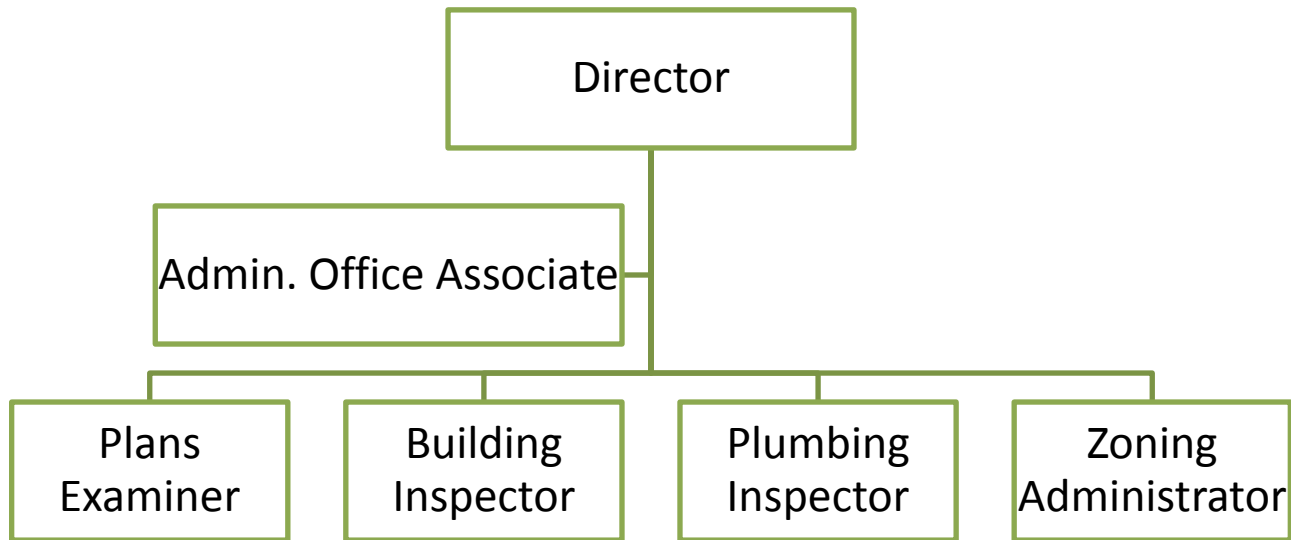 Director
Admin. Office Associate
Plans
Examiner
Building
Inspector
Plumbing
Inspector
Zoning
Administrator